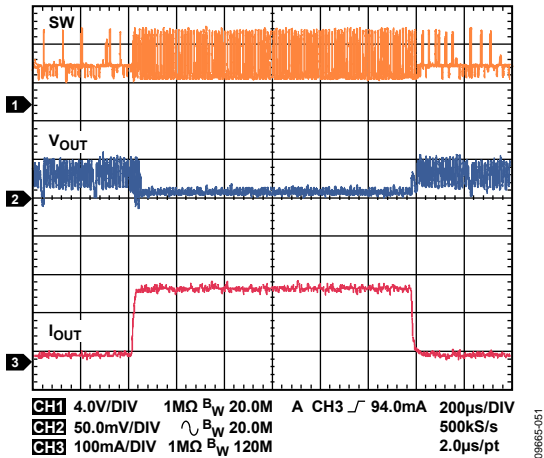 SW
1
VOUT
2
IOUT
3
CH1 4.0V/DIV 1MΩ BW 20.0M A CH3 94.0mA 200µs/DIV
CH2 50.0mV/DIV BW 20.0M 500kS/s
CH3 100mA/DIV 1MΩ BW 120M 2.0µs/pt
09665-051